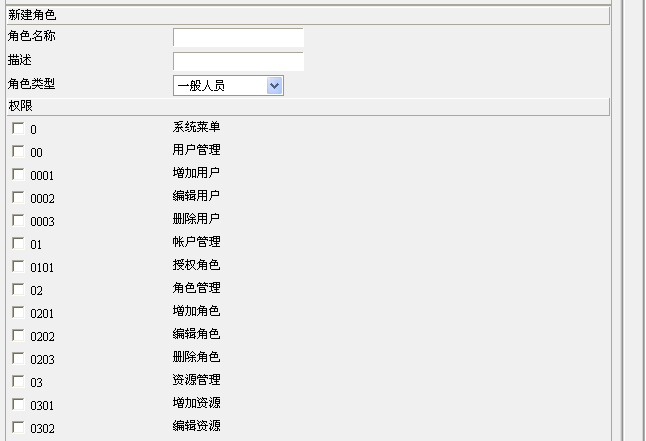 新建角色
角色名称
描述
角色类型 一般人员
权限
0 系统菜单
00 用户管理
0001 增加用户
0002 编辑用户
0003 删除用户
01 帐户管理
0101 授权角色
02 角色管理
0201 增加角色
0202 编辑角色
0203 删除角色
03 资源管理
0301 增加资源
0302 编辑资源